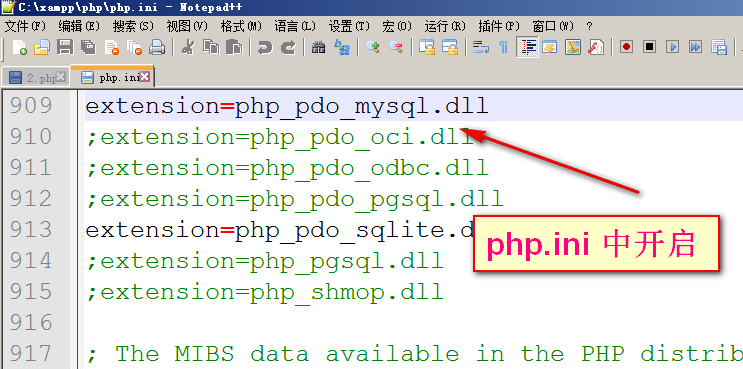 C:\xampp\php\php.ini - Notepad++
文件(F) 编辑(E) 搜索(S) 视图(V) 格式(M) 语言(L) 设置(T) 宏(O) 运行(R) 插件(P) 窗口(W) ?
2.php php.ini
909 extension=php_pdo_mysql.dll
910 ;extension=php_pdo_oci.dll
911 ;extension=php_pdo_odbc.dll
912 ;extension=php_pdo_pgsql.dll
913 extension=php_pdo_sqlite.d
914 ;extension=php_pgsql.dll
915 ;extension=php_shmop.dll
916
917 ; The MIBS data available in the PHP distrib
php.ini 中开启